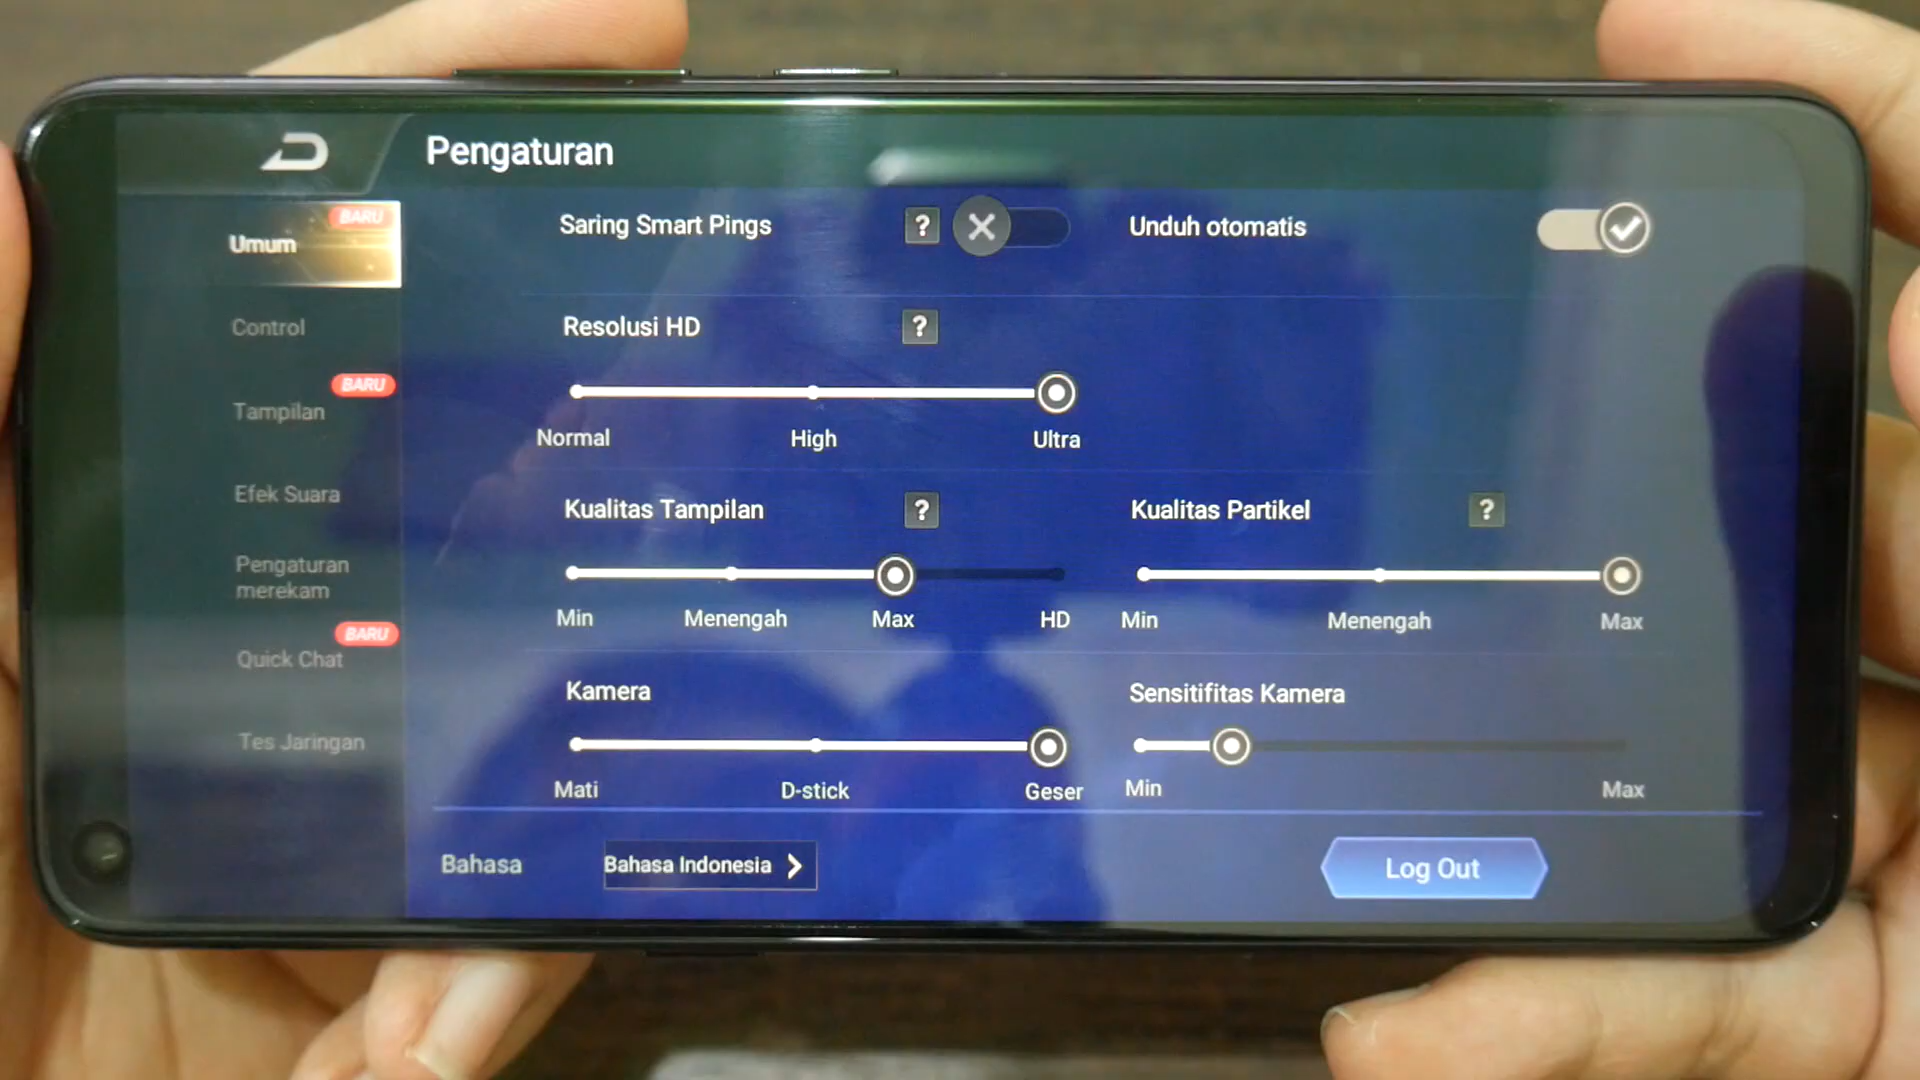 Pengaturan
BARU
Umum
Control
BARU
Tampilan
Efek Suara
Pengaturan
merekam
BARU
Quick Chat
Tes Jaringan
Saring Smart Pings ?
Unduh otomatis
Resolusi HD ?
Normal High Ultra
Kualitas Tampilan ?
Min Menengah Max HD
Kualitas Partikel ?
Min Menengah Max
Kamera
Mati D-stick Geser
Sensitifitas Kamera
Min Max
Bahasa Bahasa Indonesia
Log Out